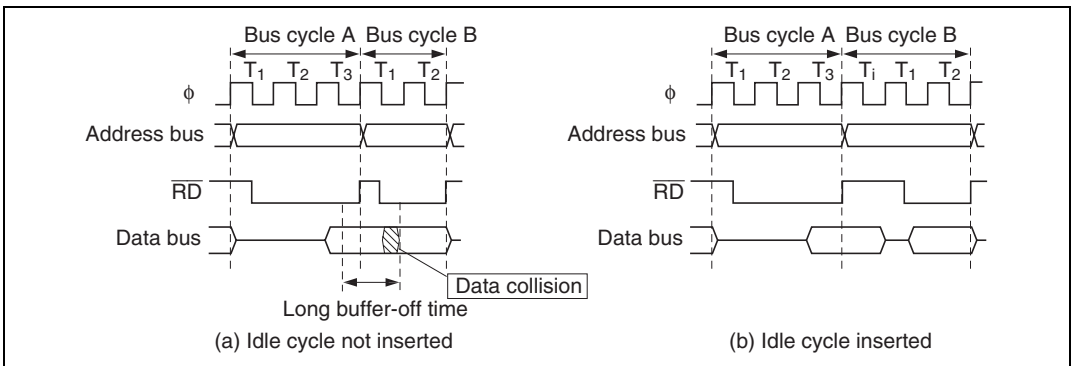 Bus cycle A Bus cycle B
T1 T2 T3 T1 T2
ϕ
Address bus
RD
Data bus
Data collision
Long buffer-off time
(a) Idle cycle not inserted
Bus cycle A Bus cycle B
T1 T2 T3 Ti T1 T2
ϕ
Address bus
RD
Data bus
(b) Idle cycle inserted